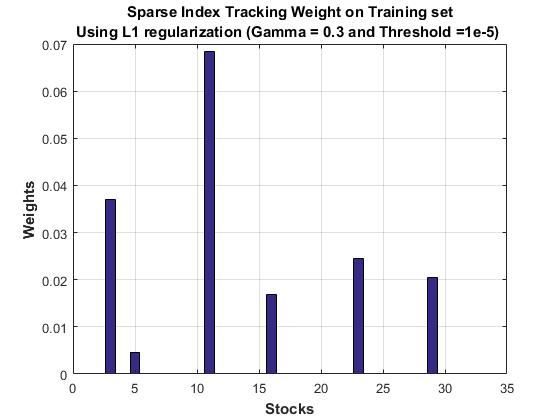 Sparse Index Tracking Weight on Training set
Using L1 regularization (Gamma = 0.3 and Threshold =1e-5)
0.07
0.06
0.05
0.04
0.03
0.02
0.01
0
Weights
0 5 10 15 20 25 30 35
Stocks